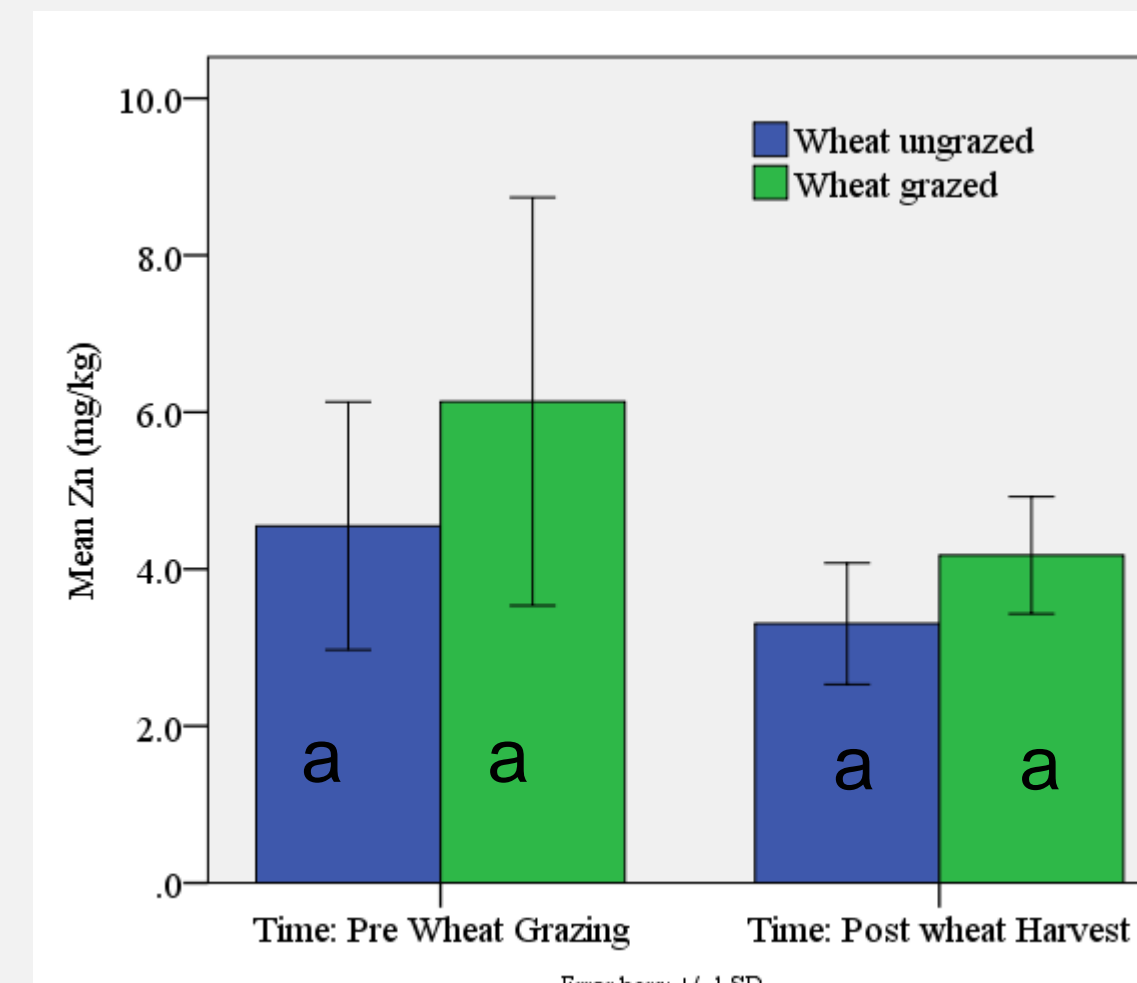 10.0
8.0
6.0
4.0
2.0
.0
Mean Zn (mg/kg)
Wheat ungrazed
Wheat grazed
a a a a
Time: Pre Wheat Grazing Time: Post wheat Harvest